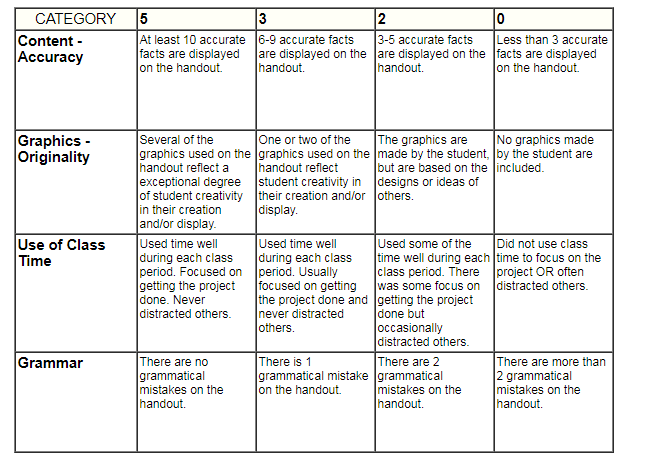 CATEGORY 5 3 2 0
Content -
Accuracy
At least 10 accurate
facts are displayed
on the handout.
6-9 accurate facts
are displayed on the
handout.
3-5 accurate facts
are displayed on the
handout.
Less than 3 accurate
facts are displayed
on the handout.
Graphics -
Originality
Several of the
graphics used on the
handout reflect a
exceptional degree
of student creativity
in their creation
and/or display.
One or two of the
graphics used on the
handout reflect
student creativity in
their creation and/or
display.
The graphics are
made by the student,
but are based on the
designs or ideas of
others.
No graphics made
by the student are
included.
Use of Class
Time
Used time well
during each class
period. Focused on
getting the project
done. Never
distracted others.
Used time well
during each class
period. Usually
focused on getting
the project done and
never distracted
others.
Used some of the
time well during each
class period. There
was some focus on
getting the project
done but
occasionally
distracted others.
Did not use class
time to focus on the
project OR often
distracted others.
Grammar
There are no
grammatical
mistakes on the
handout.
There is 1
grammatical mistake
on the handout.
There are 2
grammatical
mistakes on the
handout.
There are more than
2 grammatical
mistakes on the
handout.